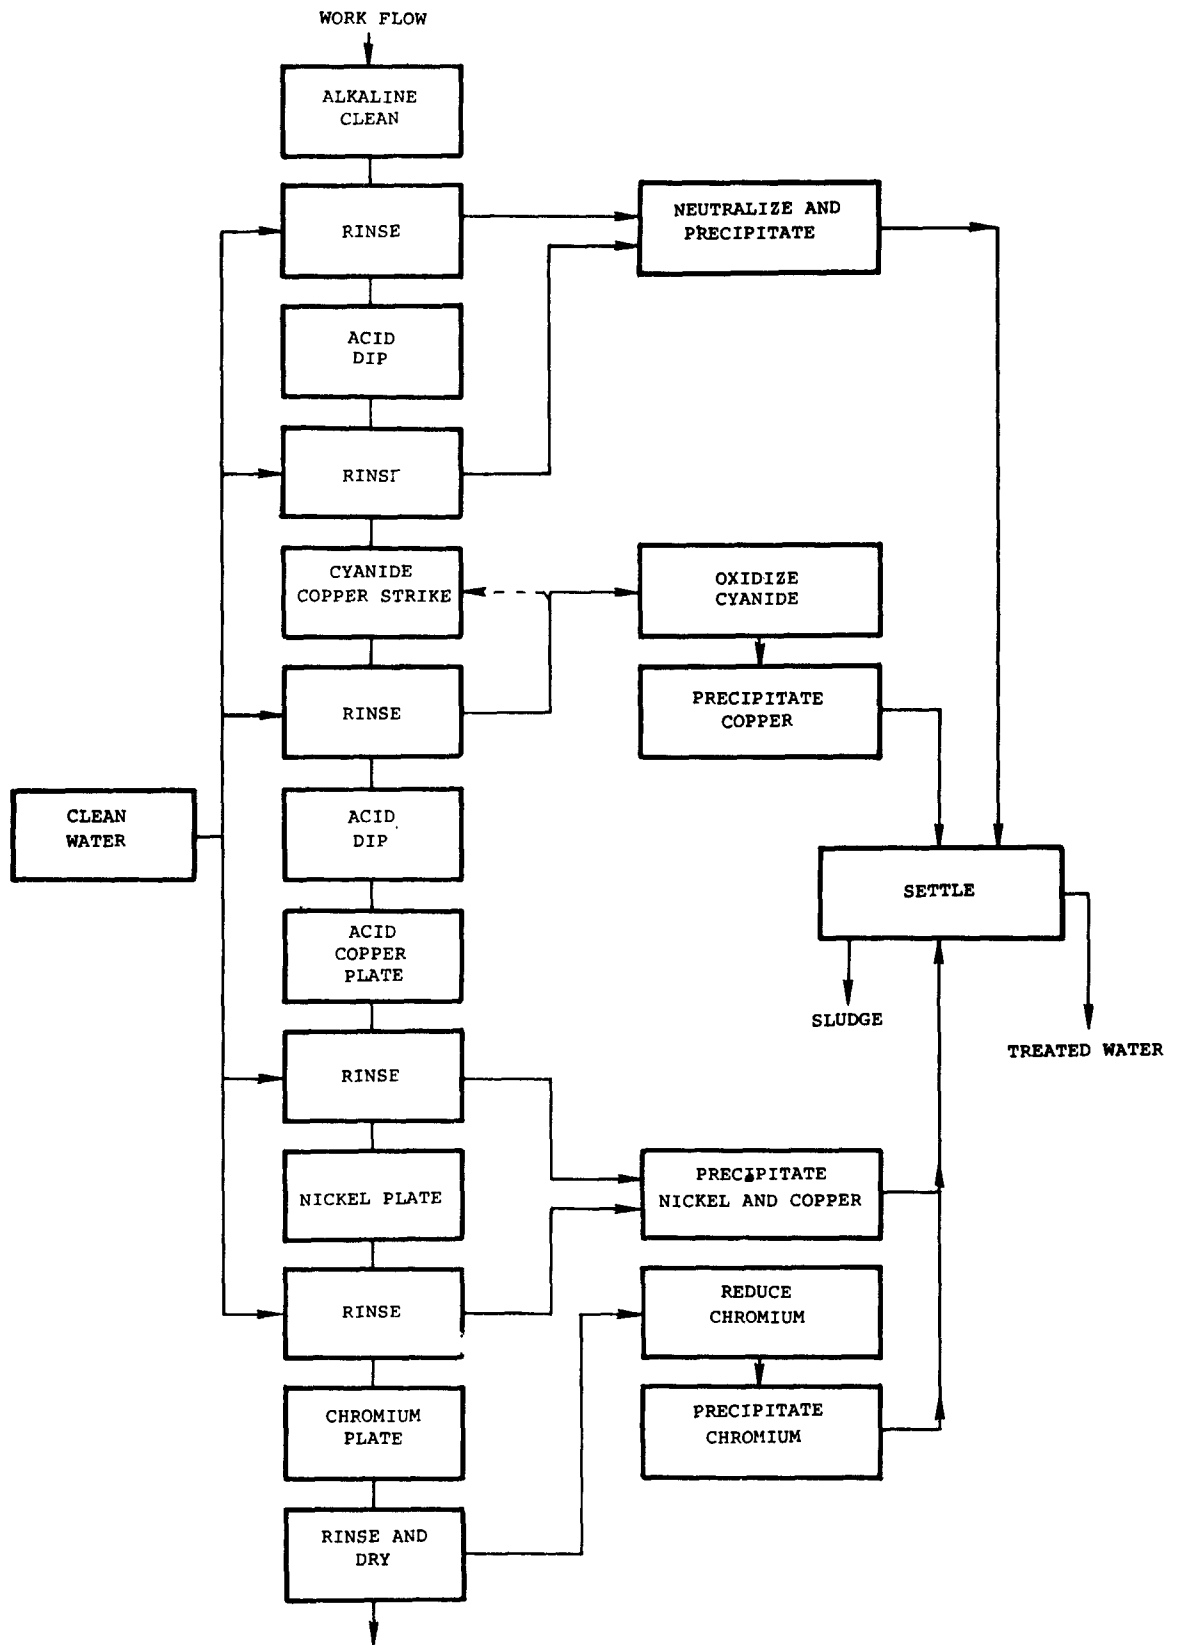 WORK FLOW
ALKALINE
CLEAN
RINSE
NEUTRALIZE AND
PRECIPITATE
ACID
DIP
RINSE
CYANIDE
COPPER STRIKE
OXIDIZE
CYANIDE
RINSE
PRECIPITATE
COPPER
CLEAN
WATER
ACID
DIP
SETTLE
ACID
COPPER
PLATE
SLUDGE
TREATED WATER
RINSE
NICKEL PLATE
PRECIPITATE
NICKEL AND COPPER
RINSE
REDUCE
CHROMIUM
CHROMIUM
PLATE
PRECIPITATE
CHROMIUM
RINSE AND
DRY